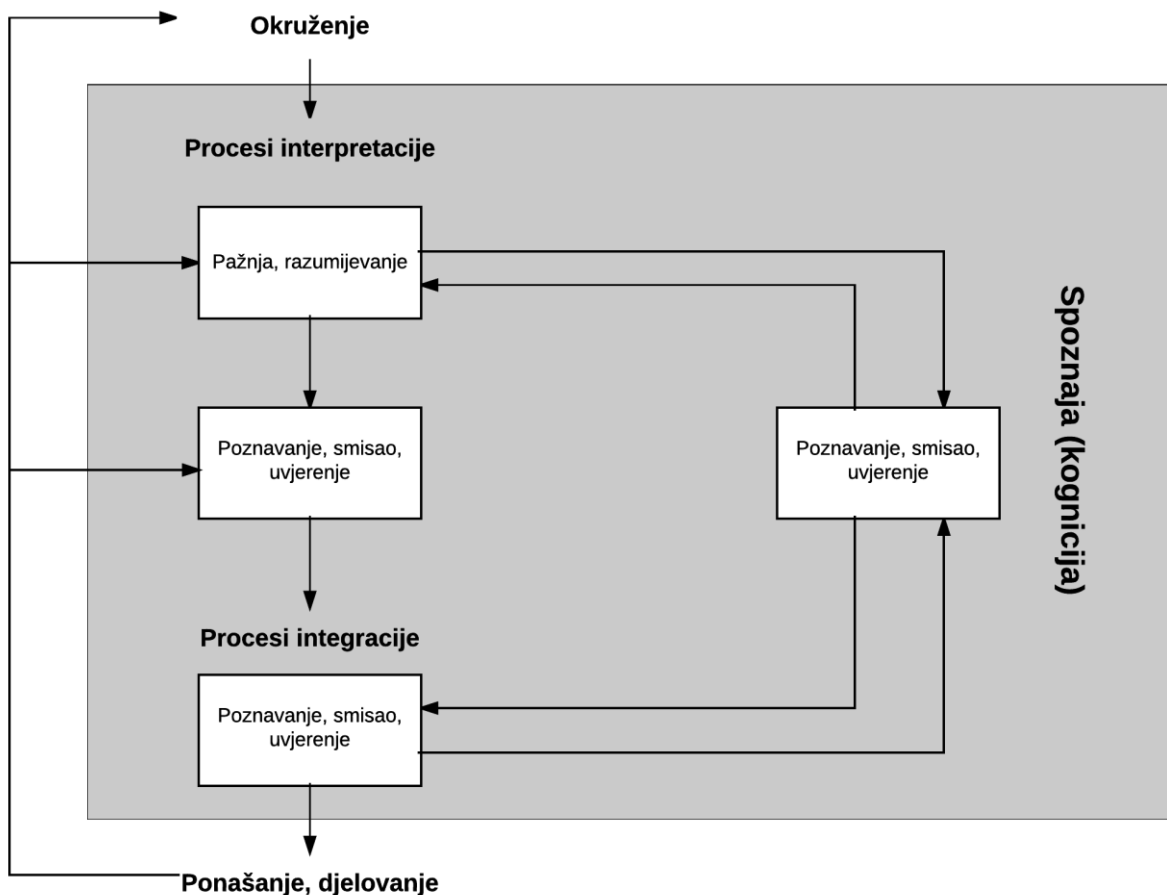 Okruženje
Procesi interpretacije
Pažnja, razumijevanje
Poznavanje, smisao,
uvjerenje
Poznavanje, smisao,
uvjerenje
Spoznaja (kognicija)
Procesi integracije
Poznavanje, smisao,
uvjerenje
Ponašanje, djelovanje